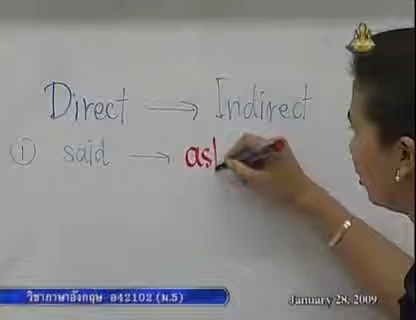 Direct → Indirect
① said → as
วิชาภาษาอังกฤษ อ42102 (ม.5)
January 28, 2009